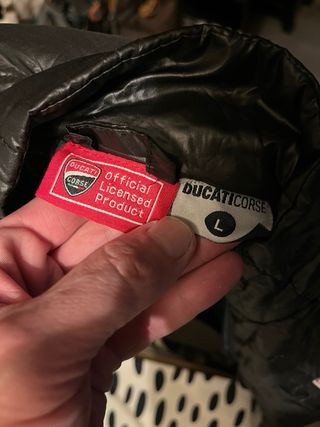 DUCATI
CORSE
Official
Licensed
Product
DUCATICORSE
L